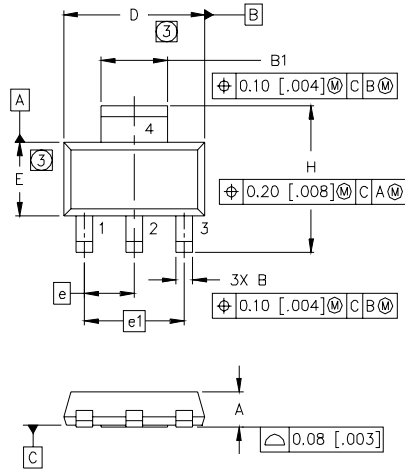 D
B
3
B1
⌖ 0.10 [.004] Ⓜ C B Ⓜ
A
4
3
E
H
⌖ 0.20 [.008] Ⓜ C A Ⓜ
1 2 3
e
3X B
e1
⌖ 0.10 [.004] Ⓜ C B Ⓜ
A
C
⌓ 0.08 [.003]